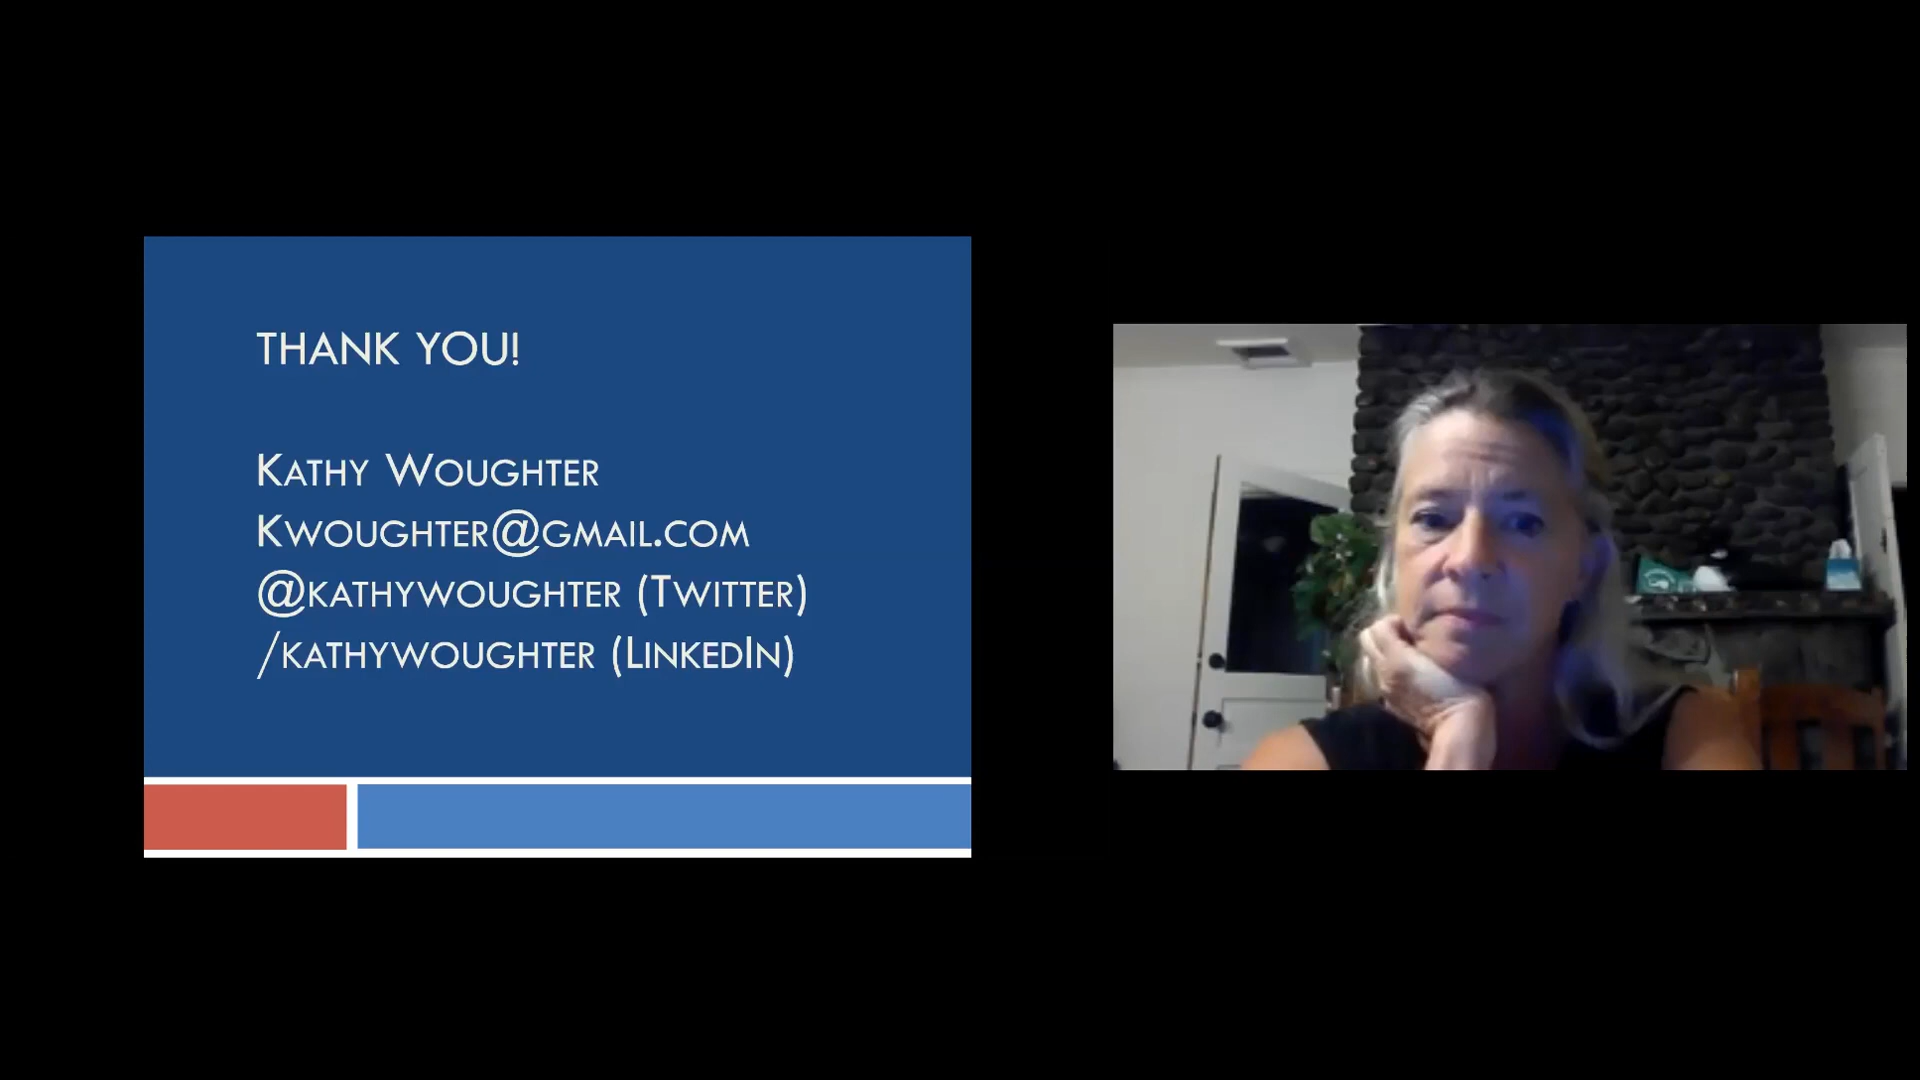 THANK YOU!
KATHY WOUGHTER
KWOUGHTER@GMAIL.COM
@KATHYWOUGHTER (TWITTER)
/KATHYWOUGHTER (LINKEDIN)